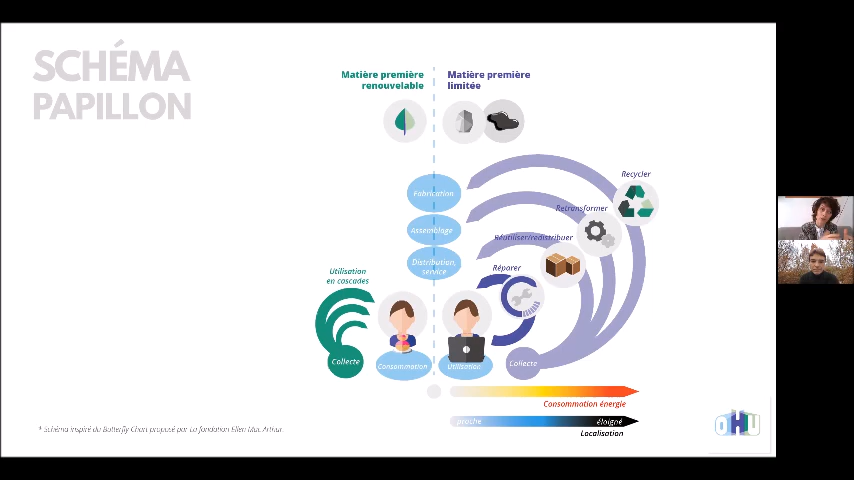 SCHÉMA
PAPILLON
Matière première
renouvelable
Matière première
limitée
Recycler
Fabrication
Retransformer
Assemblage
Réutiliser/redistribuer
Distribution,
service
Réparer
Utilisation
en cascades
Collecte
Consommation
Utilisation
Collecte
Consommation énergie
proche
éloigné
Localisation
* Schéma inspiré du Butterfly Chart proposé par La fondation Ellen Mac Arthur.
OHU